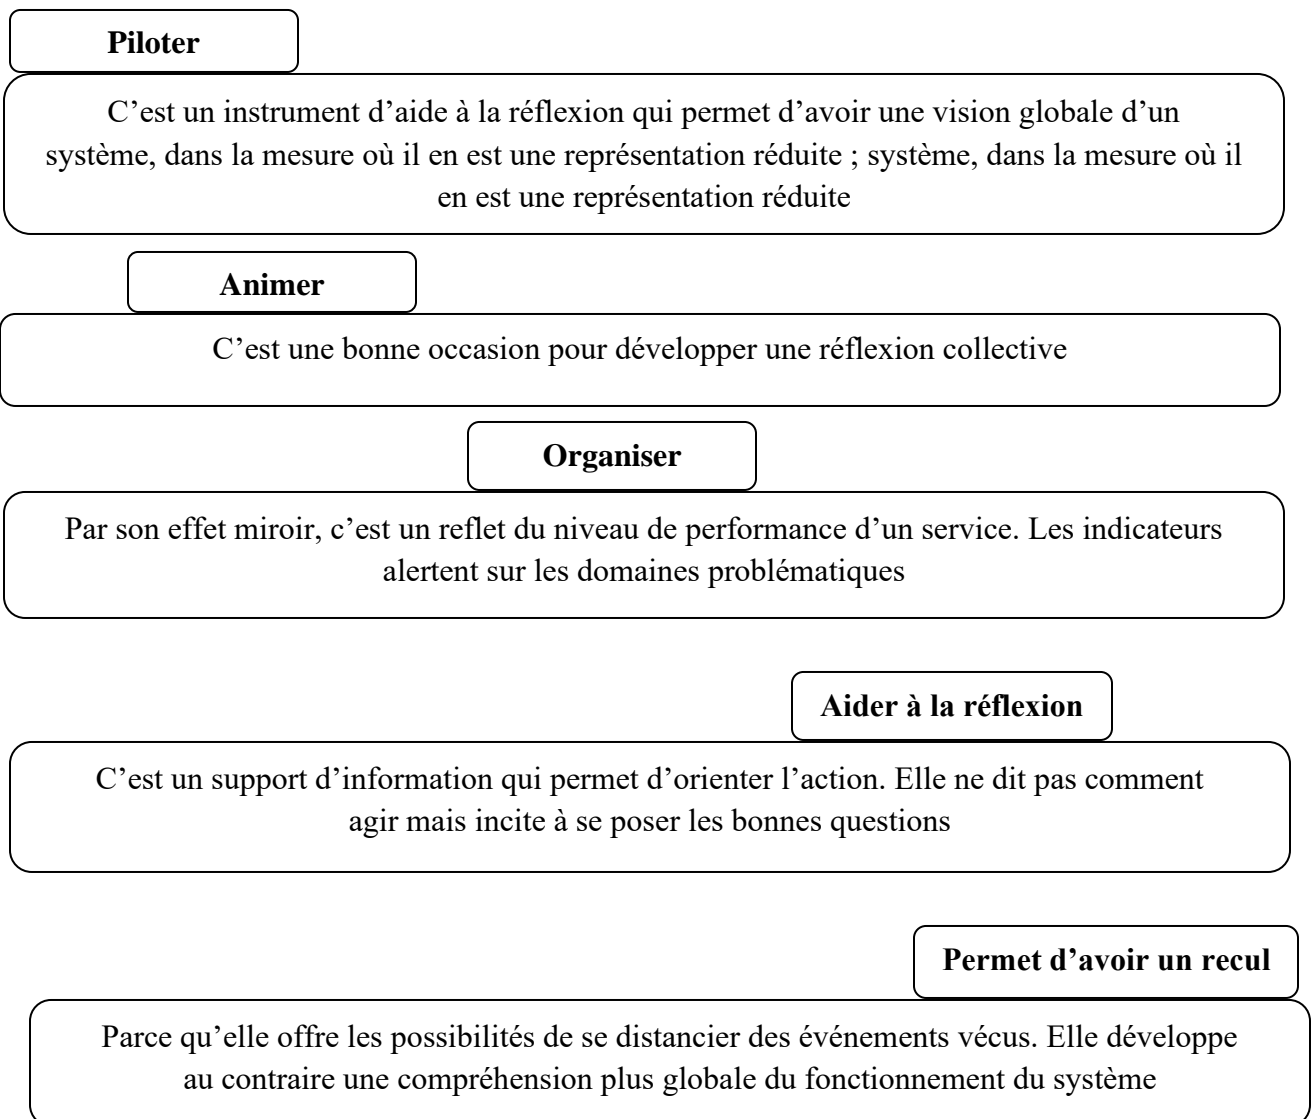 Piloter
C’est un instrument d’aide à la réflexion qui permet d’avoir une vision globale d’un
système, dans la mesure où il en est une représentation réduite ; système, dans la mesure où il
en est une représentation réduite
Animer
C’est une bonne occasion pour développer une réflexion collective
Organiser
Par son effet miroir, c’est un reflet du niveau de performance d’un service. Les indicateurs
alertent sur les domaines problématiques
Aider à la réflexion
C’est un support d’information qui permet d’orienter l’action. Elle ne dit pas comment
agir mais incite à se poser les bonnes questions
Permet d’avoir un recul
Parce qu’elle offre les possibilités de se distancier des événements vécus. Elle développe
au contraire une compréhension plus globale du fonctionnement du système